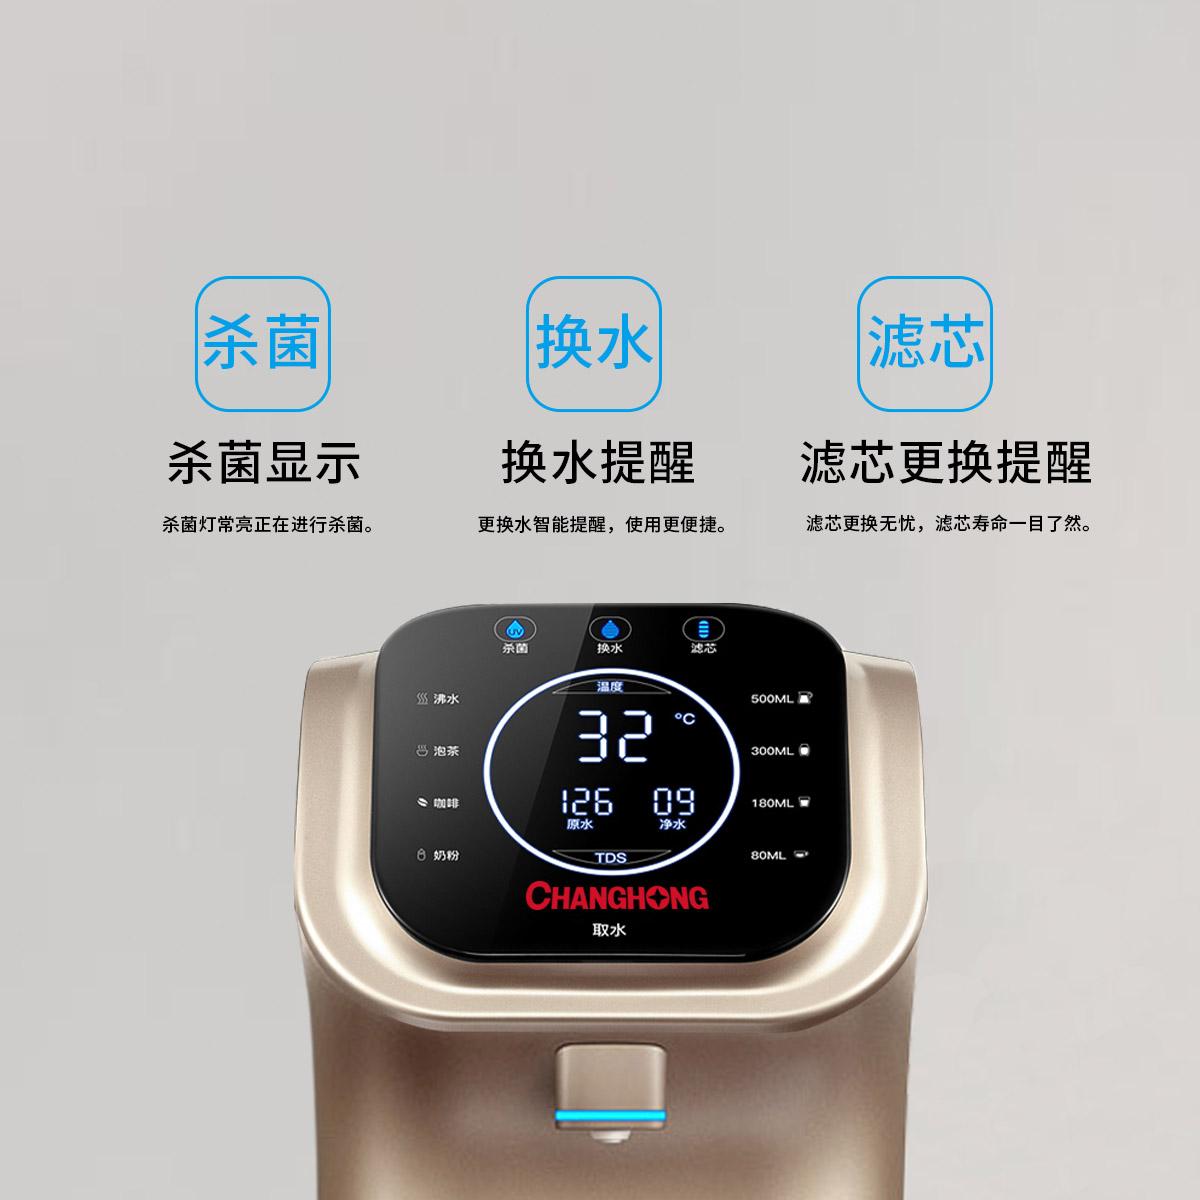 杀菌
换水
滤芯
杀菌显示
换水提醒
滤芯更换提醒
杀菌灯常亮正在进行杀菌。
更换水智能提醒，使用更便捷。
滤芯更换无忧，滤芯寿命一目了然。
UV
杀菌
换水
滤芯
温度
沸水
32 °C
500ML
泡茶
300ML
咖啡
126
09
180ML
原水
净水
奶粉
TDS
80ML
CHANGHONG
取水